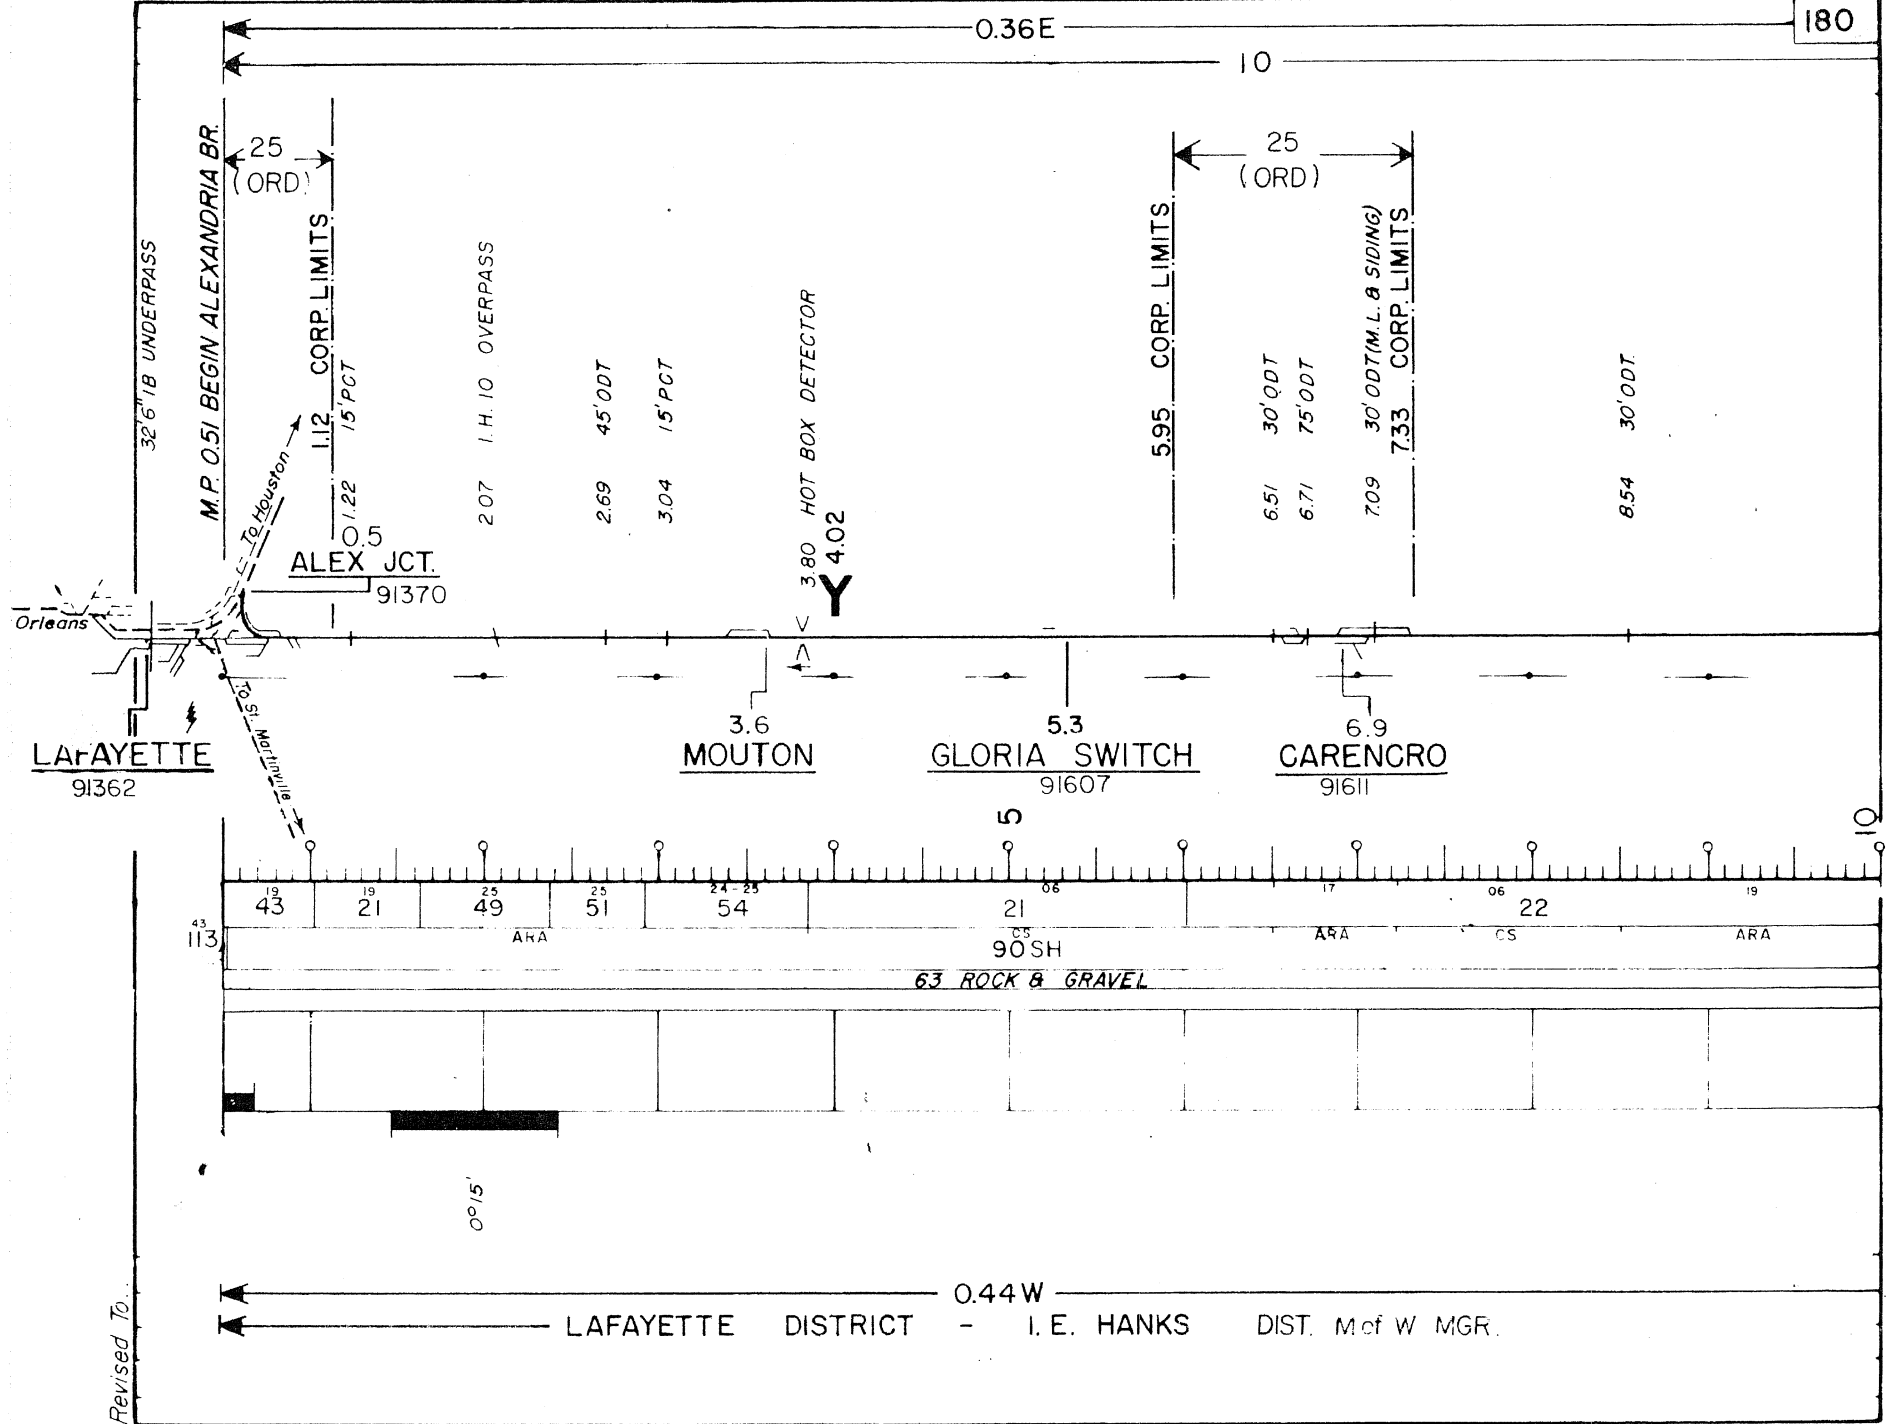 180
0.36E
10
25
(ORD)
25
(ORD)
32'6" IB UNDERPASS
M.P. 0.51 BEGIN ALEXANDRIA BR.
1.12 CORP. LIMITS
1.22 15' PCT
2.07 I.H. 10 OVERPASS
2.69 45' ODT
3.04 15' PCT
3.80 HOT BOX DETECTOR
Y 4.02
5.95 CORP. LIMITS
6.51 30' ODT
6.71 75' ODT
7.09 30' ODT (M.L. & SIDING)
7.33 CORP. LIMITS
8.54 30' ODT.
To Houston
0.5
ALEX JCT.
91370
Orleans
To St. Martinville
LAFAYETTE
91362
3.6
MOUTON
5.3
GLORIA SWITCH
91607
6.9
CARENCRO
91611
5
10
19 19 25 25 24-25 06 17 06 19
43 21 49 51 54 21 22
43
113
ARA CS ARA CS ARA
90 SH
63 ROCK & GRAVEL
0°15'
0.44W
LAFAYETTE DISTRICT - I.E. HANKS DIST. M of W MGR.
Revised To